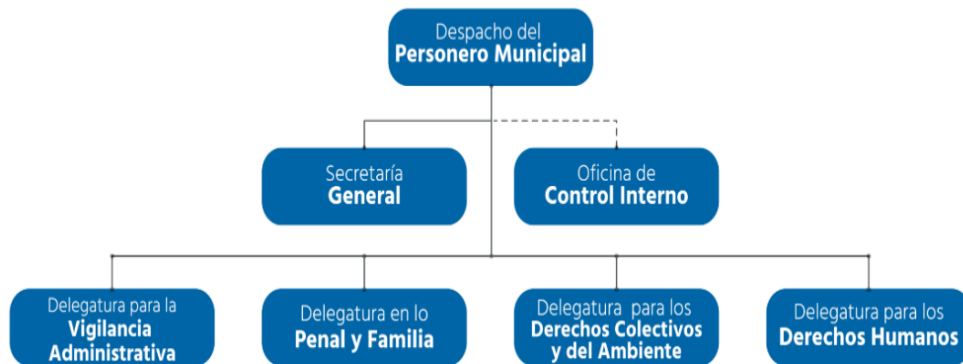 Despacho del
Personero Municipal
Secretaría
General
Oficina de
Control Interno
Delegatura para la
Vigilancia
Administrativa
Delegatura en lo
Penal y Familia
Delegatura para los
Derechos Colectivos
y del Ambiente
Delegatura para los
Derechos Humanos